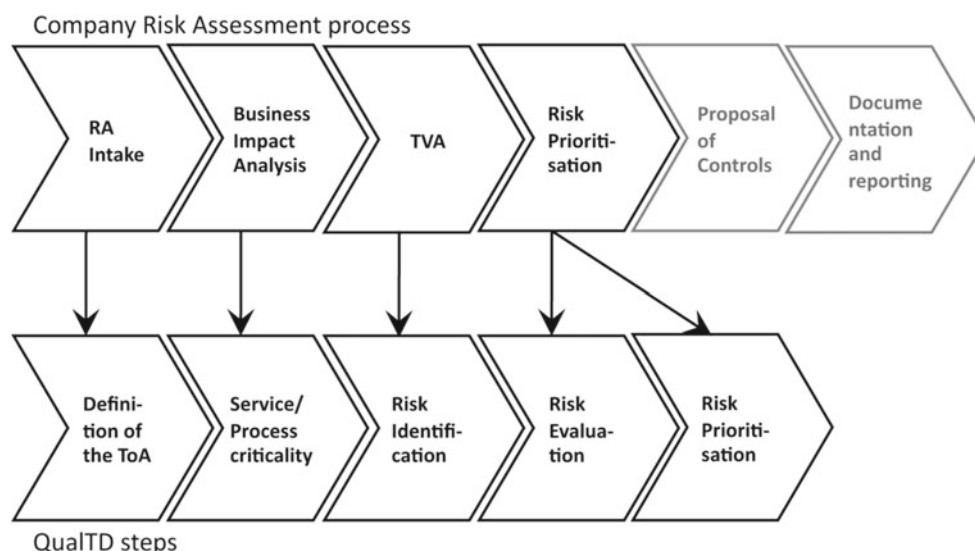 Company Risk Assessment process
RA
Intake
Business
Impact
Analysis
TVA
Risk
Prioriti-
sation
Proposal
of
Controls
Docume
ntation
and
reporting
Defini-
tion of
the ToA
Service/
Process
criticality
Risk
Identifi-
cation
Risk
Evalua-
tion
Risk
Prioriti-
sation
QualTD steps